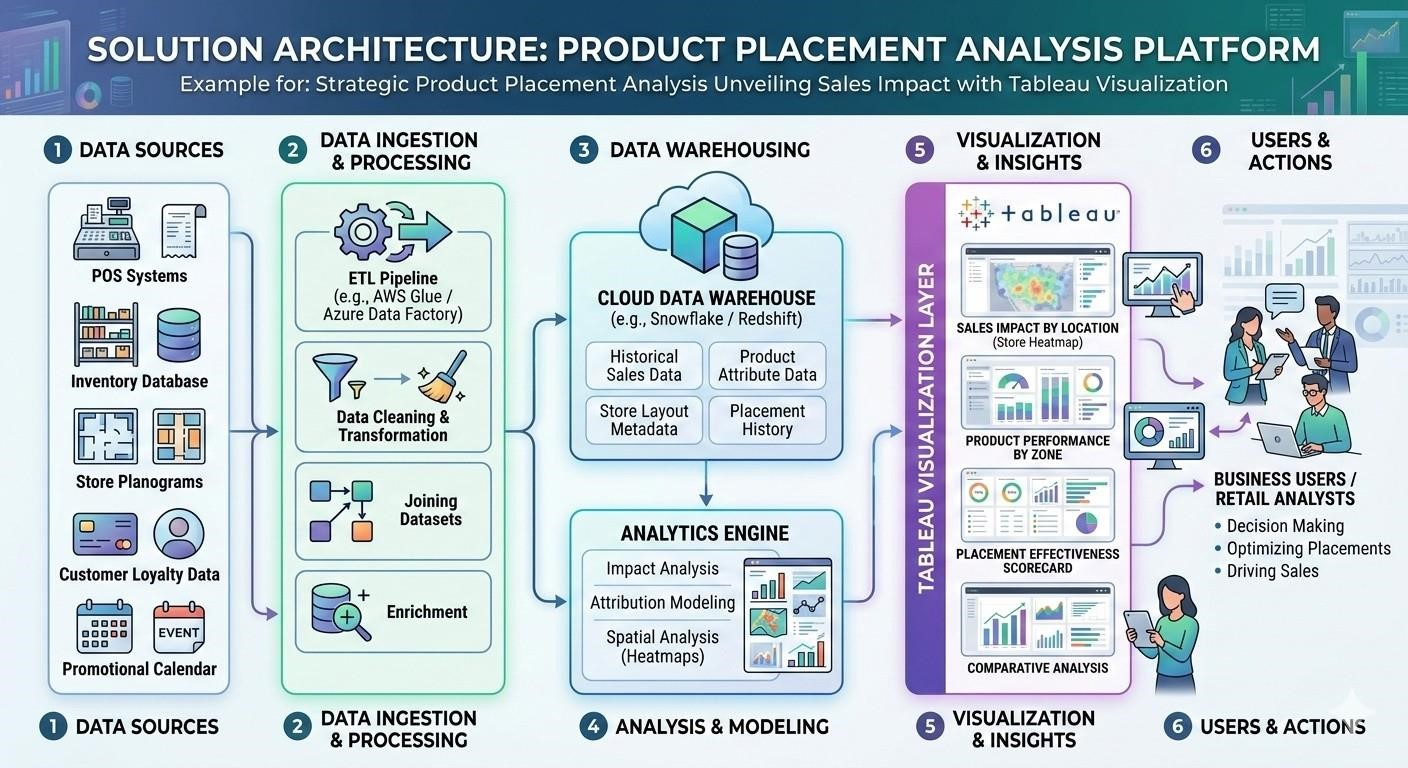 SOLUTION ARCHITECTURE: PRODUCT PLACEMENT ANALYSIS PLATFORM
Example for: Strategic Product Placement Analysis Unveiling Sales Impact with Tableau Visualization
1 DATA SOURCES
POS Systems
Inventory Database
Store Planograms
Customer Loyalty Data
EVENT
Promotional Calendar
1 DATA SOURCES
2 DATA INGESTION
& PROCESSING
ETL Pipeline
(e.g., AWS Glue /
Azure Data Factory)
Data Cleaning &
Transformation
Joining
Datasets
Enrichment
2 DATA INGESTION
& PROCESSING
3 DATA WAREHOUSING
CLOUD DATA WAREHOUSE
(e.g., Snowflake / Redshift)
Historical
Sales Data
Product
Attribute Data
Store Layout
Metadata
Placement
History
ANALYTICS ENGINE
Impact Analysis
Attribution Modeling
Spatial Analysis
(Heatmaps)
4 ANALYSIS & MODELING
5 VISUALIZATION
& INSIGHTS
TABLEAU VISUALIZATION LAYER
+ableau
SALES IMPACT BY LOCATION
(Store Heatmap)
PRODUCT PERFORMANCE
BY ZONE
PLACEMENT EFFECTIVENESS
SCORECARD
COMPARATIVE ANALYSIS
5 VISUALIZATION
& INSIGHTS
6 USERS &
ACTIONS
BUSINESS USERS /
RETAIL ANALYSTS
• Decision Making
• Optimizing Placements
• Driving Sales
6 USERS & ACTIONS